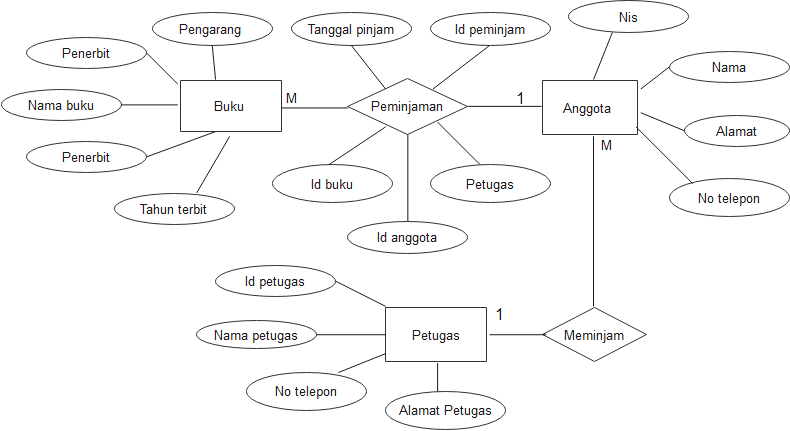 Nis
Pengarang
Tanggal pinjam
Id peminjam
Penerbit
Nama
Nama buku
Buku
M
Peminjaman
1
Anggota
Alamat
M
Penerbit
Id buku
Petugas
No telepon
Tahun terbit
Id anggota
Id petugas
1
Nama petugas
Petugas
Meminjam
No telepon
Alamat Petugas